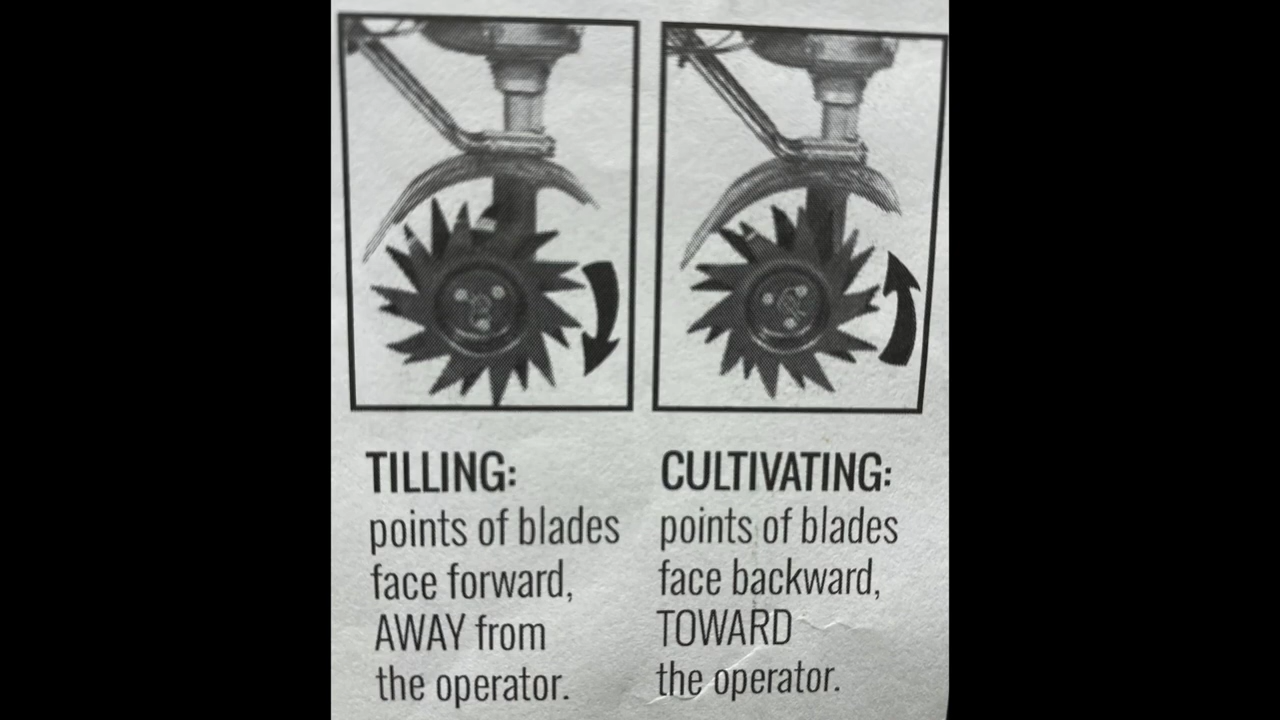 TILLING:
points of blades
face forward,
AWAY from
the operator.
CULTIVATING:
points of blades
face backward,
TOWARD
the operator.